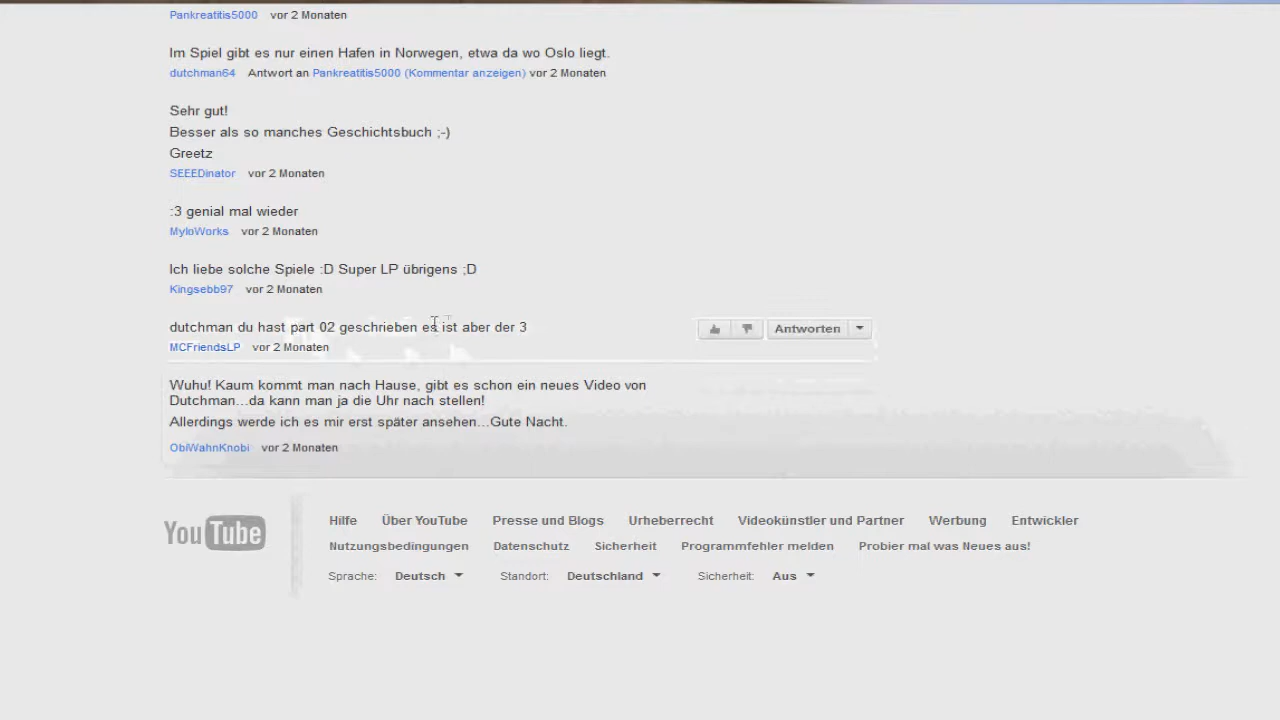 Pankreatitis5000 vor 2 Monaten
Im Spiel gibt es nur einen Hafen in Norwegen, etwa da wo Oslo liegt.
dutchman64 Antwort an Pankreatitis5000 (Kommentar anzeigen) vor 2 Monaten
Sehr gut!
Besser als so manches Geschichtsbuch ;-)
Greetz
SEEEDinator vor 2 Monaten
:3 genial mal wieder
MyloWorks vor 2 Monaten
Ich liebe solche Spiele :D Super LP übrigens ;D
Kingsebb97 vor 2 Monaten
dutchman du hast part 02 geschrieben es ist aber der 3
Antworten
MCFriendsLP vor 2 Monaten
Wuhu! Kaum kommt man nach Hause, gibt es schon ein neues Video von
Dutchman...da kann man ja die Uhr nach stellen!
Allerdings werde ich es mir erst später ansehen...Gute Nacht.
ObiWahnKnobi vor 2 Monaten
YouTube
Hilfe Über YouTube Presse und Blogs Urheberrecht Videokünstler und Partner Werbung Entwickler
Nutzungsbedingungen Datenschutz Sicherheit Programmfehler melden Probier mal was Neues aus!
Sprache: Deutsch Standort: Deutschland Sicherheit: Aus